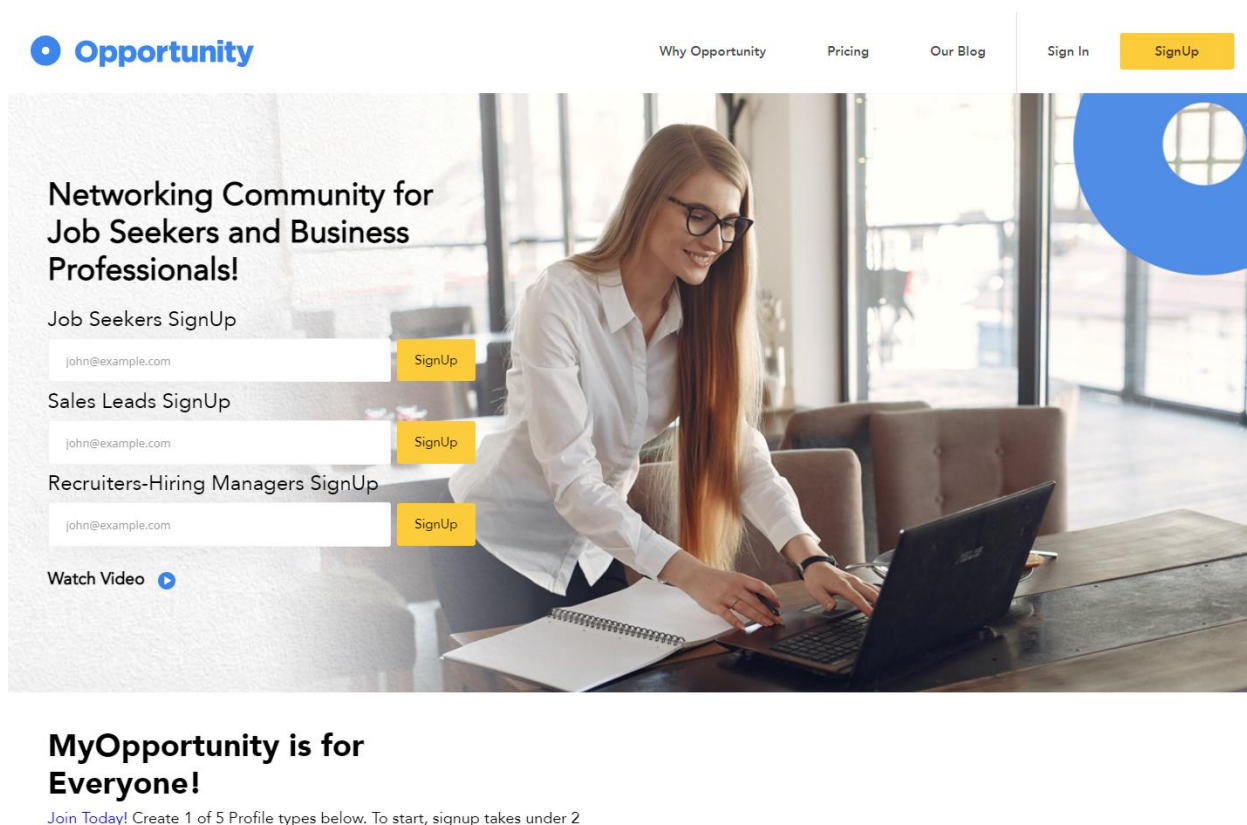 Opportunity
Why Opportunity
Pricing
Our Blog
Sign In
SignUp
Networking Community for
Job Seekers and Business
Professionals!
Job Seekers SignUp
john@example.com
SignUp
Sales Leads SignUp
john@example.com
SignUp
Recruiters-Hiring Managers SignUp
john@example.com
SignUp
Watch Video
MyOpportunity is for
Everyone!
Join Today! Create 1 of 5 Profile types below. To start, signup takes under 2